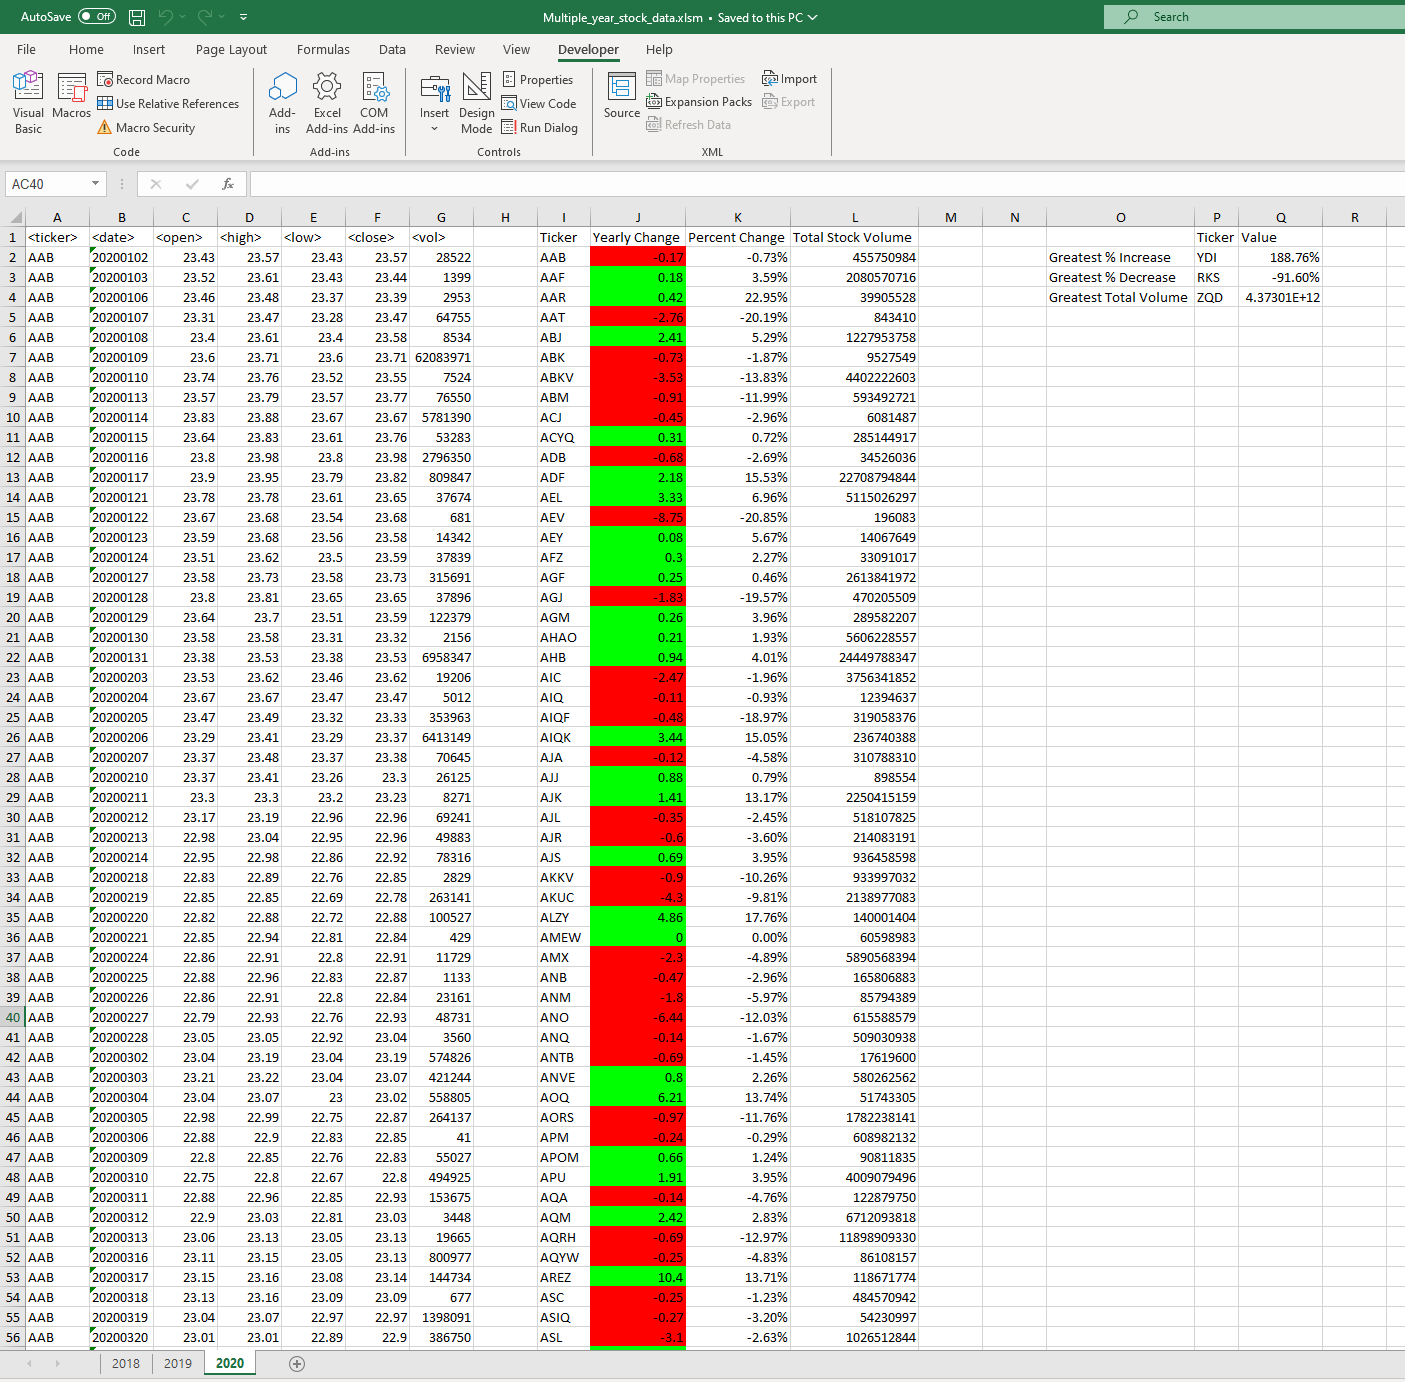 AutoSave Off Multiple_year_stock_data.xlsm • Saved to this PC Search
File Home Insert Page Layout Formulas Data Review View Developer Help
Visual Basic
Macros
Record Macro
Use Relative References
Macro Security
Code
Add-ins
Excel Add-ins
COM Add-ins
Add-ins
Insert
Design Mode
Properties
View Code
Run Dialog
Controls
Source
Map Properties
Expansion Packs
Refresh Data
Import
Export
XML
AC40 fx
A B C D E F G H I J K L M N O P Q R
1 <ticker> <date> <open> <high> <low> <close> <vol> Ticker Yearly Change Percent Change Total Stock Volume Ticker Value
2 AAB 20200102 23.43 23.57 23.43 23.57 28522 AAB -0.17 -0.73% 455750984 Greatest % Increase YDI 188.76%
3 AAB 20200103 23.52 23.61 23.43 23.44 1399 AAF 0.18 3.59% 2080570716 Greatest % Decrease RKS -91.60%
4 AAB 20200106 23.46 23.48 23.37 23.39 2953 AAR 0.42 22.95% 39905528 Greatest Total Volume ZQD 4.37301E+12
5 AAB 20200107 23.31 23.47 23.28 23.47 64755 AAT -2.76 -20.19% 843410
6 AAB 20200108 23.4 23.61 23.4 23.58 8534 ABJ 2.41 5.29% 1227953758
7 AAB 20200109 23.6 23.71 23.6 23.71 62083971 ABK -0.73 -1.87% 9527549
8 AAB 20200110 23.74 23.76 23.52 23.55 7524 ABKV -3.53 -13.83% 4402222603
9 AAB 20200113 23.57 23.79 23.57 23.77 76550 ABM -0.91 -11.99% 593492721
10 AAB 20200114 23.83 23.88 23.67 23.67 5781390 ACJ -0.45 -2.96% 6081487
11 AAB 20200115 23.64 23.83 23.61 23.76 53283 ACYQ 0.31 0.72% 285144917
12 AAB 20200116 23.8 23.98 23.8 23.98 2796350 ADB -0.68 -2.69% 34526036
13 AAB 20200117 23.9 23.95 23.79 23.82 809847 ADF 2.18 15.53% 22708794844
14 AAB 20200121 23.78 23.78 23.61 23.65 37674 AEL 3.33 6.96% 5115026297
15 AAB 20200122 23.67 23.68 23.54 23.68 681 AEV -8.75 -20.85% 196083
16 AAB 20200123 23.59 23.68 23.56 23.58 14342 AEY 0.08 5.67% 14067649
17 AAB 20200124 23.51 23.62 23.5 23.59 37839 AFZ 0.3 2.27% 33091017
18 AAB 20200127 23.58 23.73 23.58 23.73 315691 AGF 0.25 0.46% 2613841972
19 AAB 20200128 23.8 23.81 23.65 23.65 37896 AGJ -1.83 -19.57% 470205509
20 AAB 20200129 23.64 23.7 23.51 23.59 122379 AGM 0.26 3.96% 289582207
21 AAB 20200130 23.58 23.58 23.31 23.32 2156 AHAO 0.21 1.93% 5606228557
22 AAB 20200131 23.38 23.53 23.38 23.53 6958347 AHB 0.94 4.01% 24449788347
23 AAB 20200203 23.53 23.62 23.46 23.62 19206 AIC -2.47 -1.96% 3756341852
24 AAB 20200204 23.67 23.67 23.47 23.47 5012 AIQ -0.11 -0.93% 12394637
25 AAB 20200205 23.47 23.49 23.32 23.33 353963 AIQF -0.48 -18.97% 319058376
26 AAB 20200206 23.29 23.41 23.29 23.37 6413149 AIQK 3.44 15.05% 236740388
27 AAB 20200207 23.37 23.48 23.37 23.38 70645 AJA -0.12 -4.58% 310788310
28 AAB 20200210 23.37 23.41 23.26 23.3 26125 AJJ 0.88 0.79% 898554
29 AAB 20200211 23.3 23.3 23.2 23.23 8271 AJK 1.41 13.17% 2250415159
30 AAB 20200212 23.17 23.19 22.96 22.96 69241 AJL -0.35 -2.45% 518107825
31 AAB 20200213 22.98 23.04 22.95 22.96 49883 AJR -0.6 -3.60% 214083191
32 AAB 20200214 22.95 22.98 22.86 22.92 78316 AJS 0.69 3.95% 936458598
33 AAB 20200218 22.83 22.89 22.76 22.85 2829 AKKV -0.9 -10.26% 933997032
34 AAB 20200219 22.85 22.85 22.69 22.78 263141 AKUC -4.3 -9.81% 2138977083
35 AAB 20200220 22.82 22.88 22.72 22.88 100527 ALZY 4.86 17.76% 140001404
36 AAB 20200221 22.85 22.94 22.81 22.84 429 AMEW 0 0.00% 60598983
37 AAB 20200224 22.86 22.91 22.8 22.91 11729 AMX -2.3 -4.89% 5890568394
38 AAB 20200225 22.88 22.96 22.83 22.87 1133 ANB -0.47 -2.96% 165806883
39 AAB 20200226 22.86 22.91 22.8 22.84 23161 ANM -1.8 -5.97% 85794389
40 AAB 20200227 22.79 22.93 22.76 22.93 48731 ANO -6.44 -12.03% 615588579
41 AAB 20200228 23.05 23.05 22.92 23.04 3560 ANQ -0.14 -1.67% 509030938
42 AAB 20200302 23.04 23.19 23.04 23.19 574826 ANTB -0.69 -1.45% 17619600
43 AAB 20200303 23.21 23.22 23.04 23.07 421244 ANVE 0.8 2.26% 580262562
44 AAB 20200304 23.04 23.07 23 23.02 558805 AOQ 6.21 13.74% 51743305
45 AAB 20200305 22.98 22.99 22.75 22.87 264137 AORS -0.97 -11.76% 1782238141
46 AAB 20200306 22.88 22.9 22.83 22.85 41 APM -0.24 -0.29% 608982132
47 AAB 20200309 22.8 22.85 22.76 22.83 55027 APOM 0.66 1.24% 90811835
48 AAB 20200310 22.75 22.8 22.67 22.8 494925 APU 1.91 3.95% 4009079496
49 AAB 20200311 22.88 22.96 22.85 22.93 153675 AQA -0.14 -4.76% 122879750
50 AAB 20200312 22.9 23.03 22.81 23.03 3448 AQM 2.42 2.83% 6712093818
51 AAB 20200313 23.06 23.13 23.05 23.13 19665 AQRH -0.69 -12.97% 11898909330
52 AAB 20200316 23.11 23.15 23.05 23.13 800977 AQYW -0.25 -4.83% 86108157
53 AAB 20200317 23.15 23.16 23.08 23.14 144734 AREZ 10.4 13.71% 118671774
54 AAB 20200318 23.13 23.16 23.09 23.09 677 ASC -0.25 -1.23% 484570942
55 AAB 20200319 23.04 23.07 22.97 22.97 1398091 ASIQ -0.27 -3.20% 54230997
56 AAB 20200320 23.01 23.01 22.89 22.9 386750 ASL -3.1 -2.63% 1026512844
2018 2019 2020